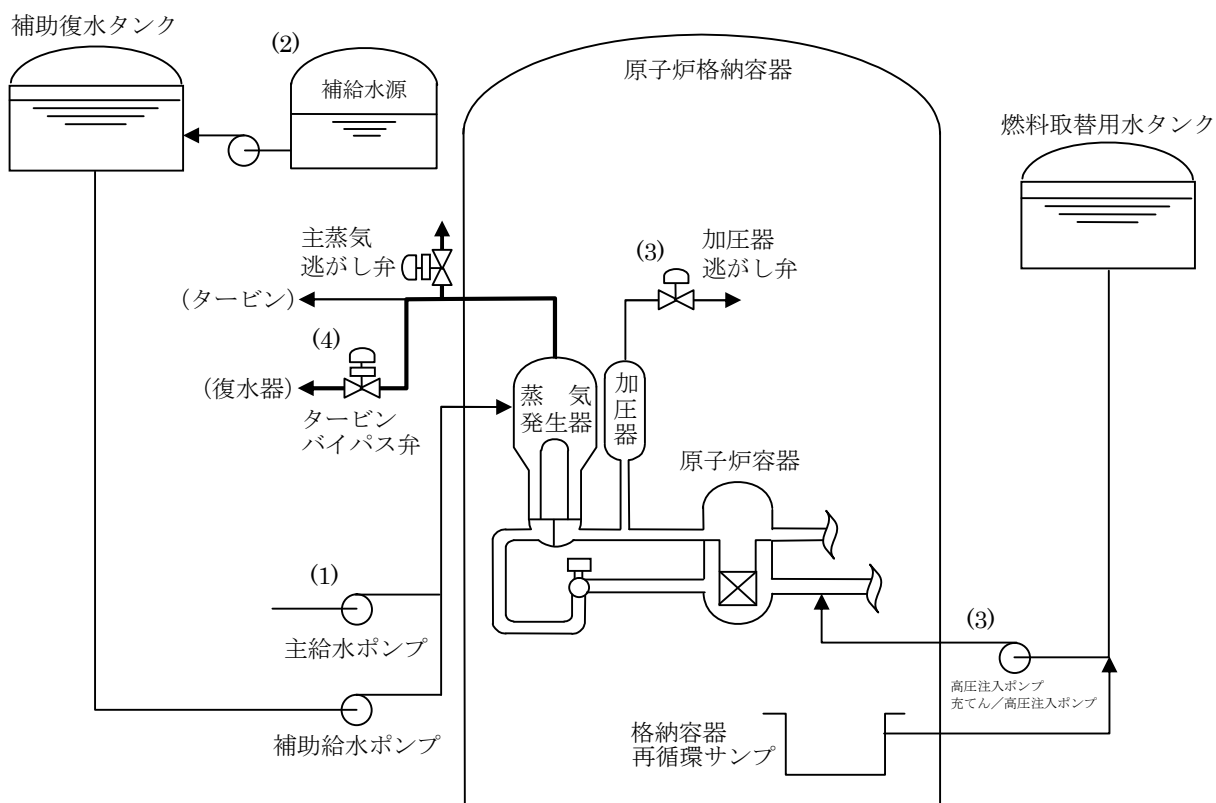 補助復水タンク
(2)
補給水源
原子炉格納容器
燃料取替用水タンク
主蒸気
逃がし弁
(3)
加圧器
逃がし弁
(タービン)
(4)
(復水器)
タービン
バイパス弁
蒸 気
発生器
加
圧
器
原子炉容器
(1)
主給水ポンプ
(3)
高圧注入ポンプ
充てん／高圧注入ポンプ
補助給水ポンプ
格納容器
再循環サンプ